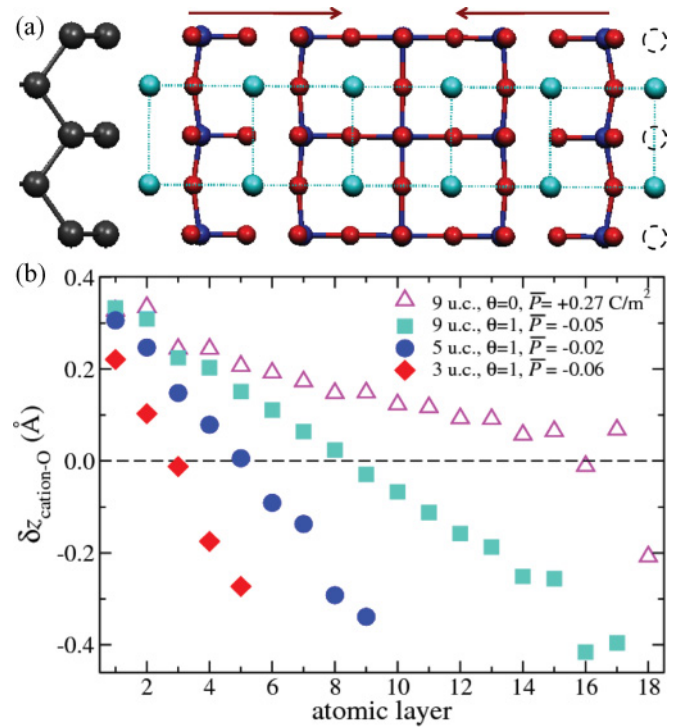 (a)
(b)
0.4
0.2
0.0
-0.2
-0.4
δz cation-O (Å)
9 u.c., θ=0, P̅= +0.27 C/m²
9 u.c., θ=1, P̅= -0.05
5 u.c., θ=1, P̅= -0.02
3 u.c., θ=1, P̅= -0.06
2 4 6 8 10 12 14 16 18
atomic layer